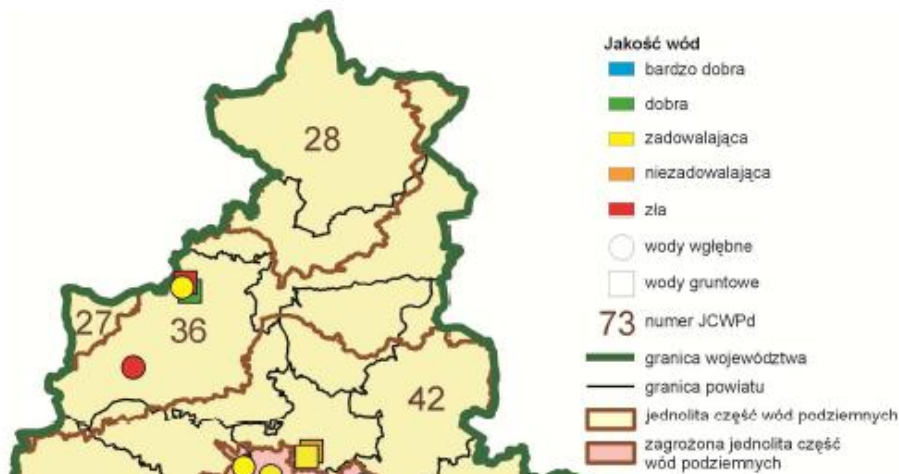 28
27
36
42
Jakość wód
bardzo dobra
dobra
zadowalająca
niezadowalająca
zła
wody wgłębne
wody gruntowe
73 numer JCWPd
granica województwa
granica powiatu
jednolita część wód podziemnych
zagrożona jednolita część
wód podziemnych